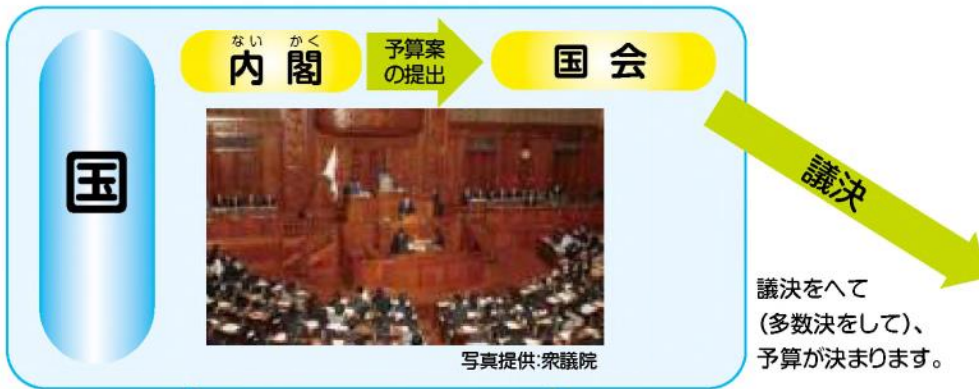 国
ない かく
内 閣
予算案
の提出
国 会
写真提供:衆議院
議決
議決をへて
(多数決をして)、
予算が決まります。